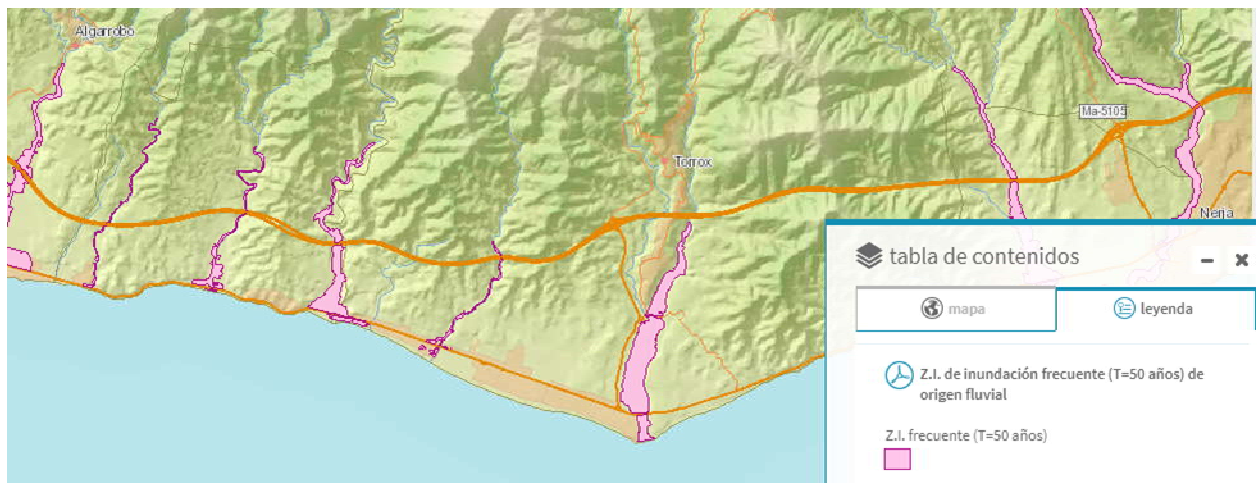 Algarrobo
Ma-5105
Torrox
Nerja
tabla de contenidos
mapa
leyenda
Z.I. de inundación frecuente (T=50 años) de
origen fluvial
Z.I. frecuente (T=50 años)